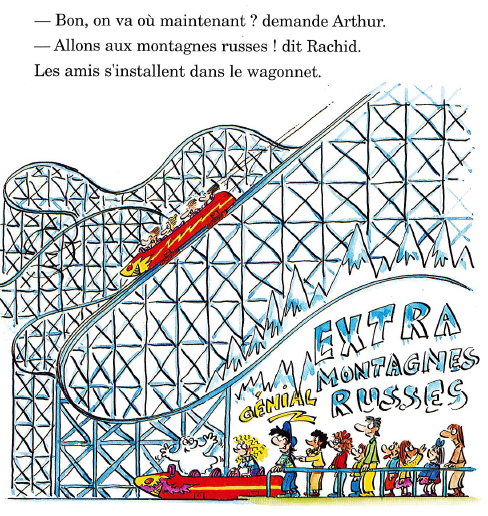 — Bon, on va où maintenant ? demande Arthur.
— Allons aux montagnes russes ! dit Rachid.
Les amis s'installent dans le wagonnet.
EXTRA
MONTAGNES
RUSSES
GÉNIAL